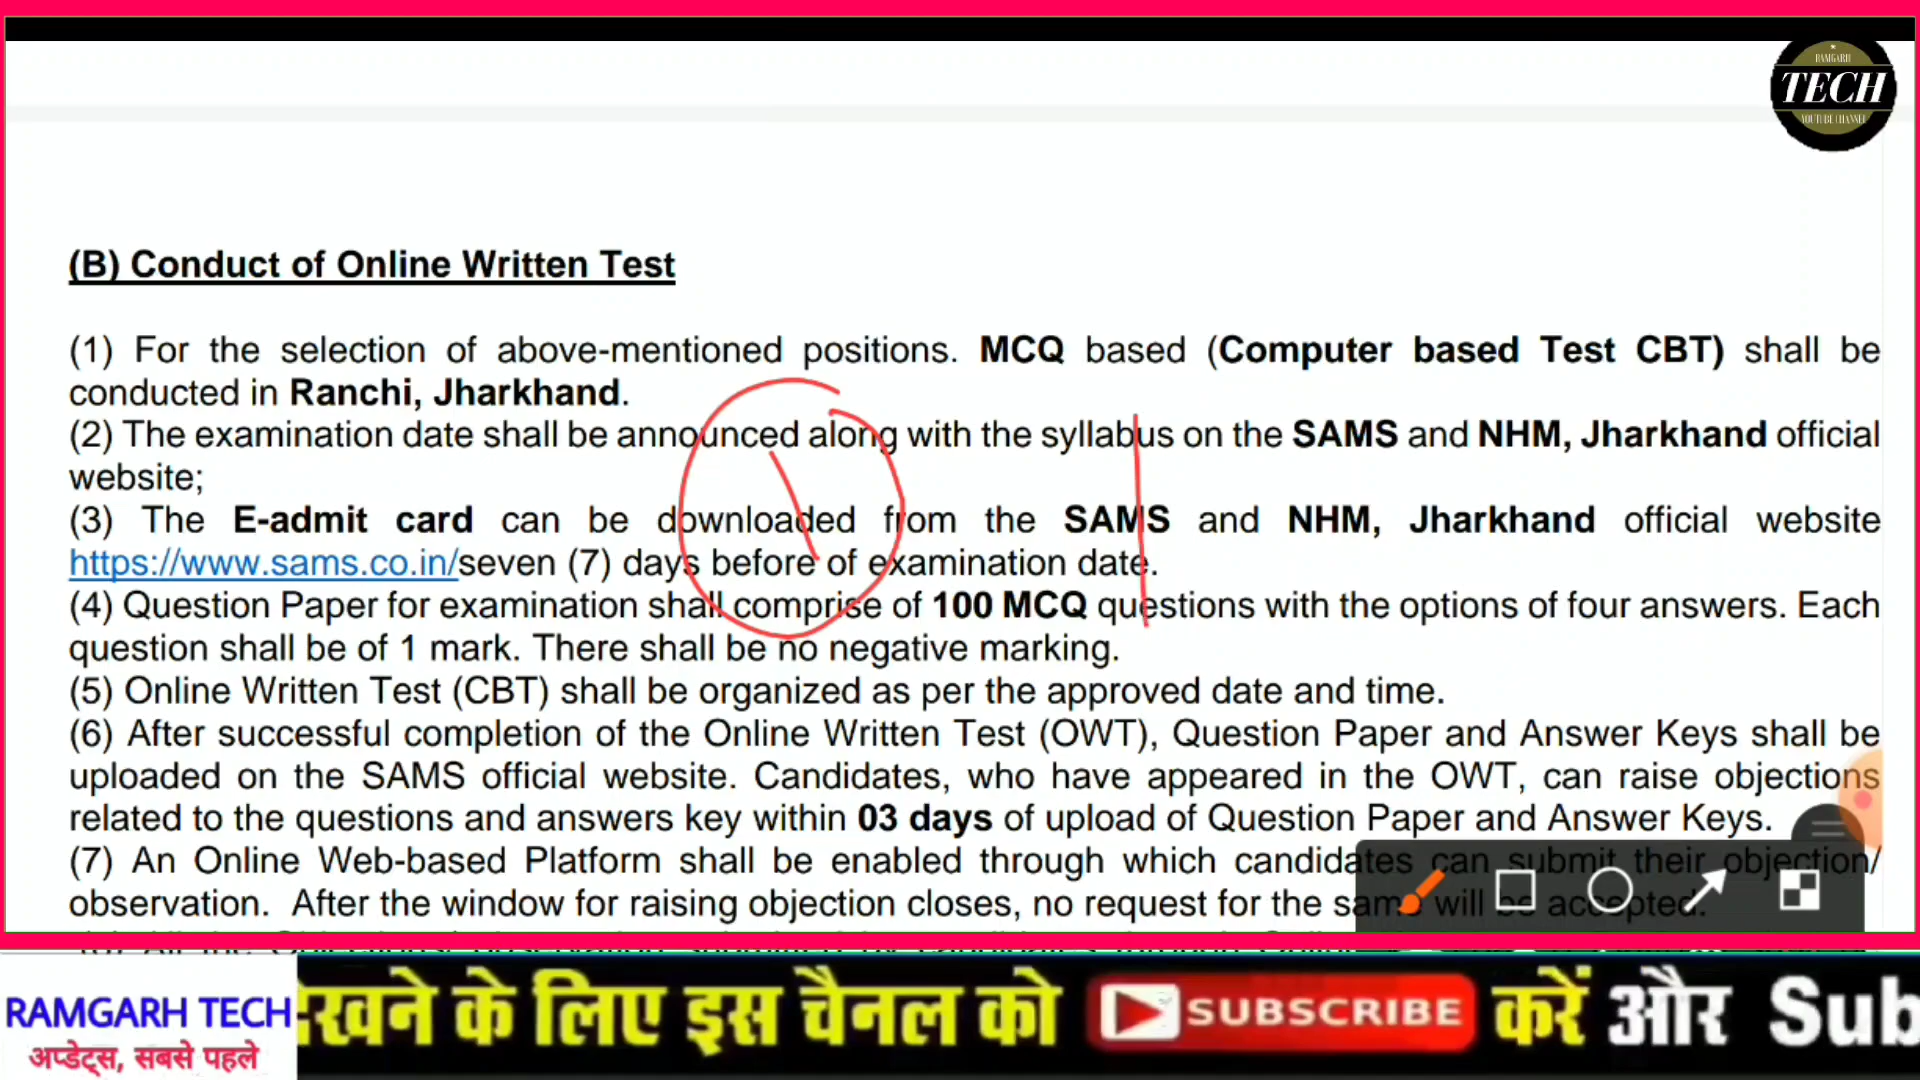 RAMGARH
TECH
YOUTUBE CHANNEL
(B) Conduct of Online Written Test
(1) For the selection of above-mentioned positions. MCQ based (Computer based Test CBT) shall be
conducted in Ranchi, Jharkhand.
(2) The examination date shall be announced along with the syllabus on the SAMS and NHM, Jharkhand official
website;
(3) The E-admit card can be downloaded from the SAMS and NHM, Jharkhand official website
https://www.sams.co.in/seven (7) days before of examination date.
(4) Question Paper for examination shall comprise of 100 MCQ questions with the options of four answers. Each
question shall be of 1 mark. There shall be no negative marking.
(5) Online Written Test (CBT) shall be organized as per the approved date and time.
(6) After successful completion of the Online Written Test (OWT), Question Paper and Answer Keys shall be
uploaded on the SAMS official website. Candidates, who have appeared in the OWT, can raise objections
related to the questions and answers key within 03 days of upload of Question Paper and Answer Keys.
(7) An Online Web-based Platform shall be enabled through which candidates can submit their objection/
observation. After the window for raising objection closes, no request for the same will be accepted.
RAMGARH TECH
अप्डेट्स, सबसे पहले
के लिए इस चैनल को SUBSCRIBE करें और Sub